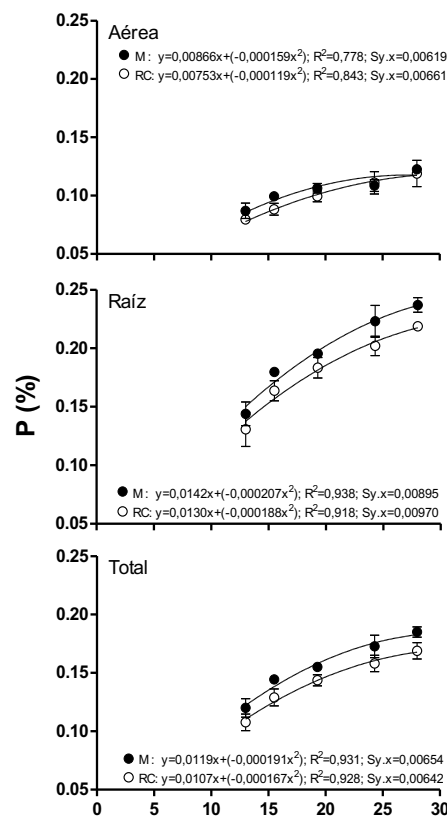 Aérea
M : y=0,00866x+(-0,000159x²); R²=0,778; Sy.x=0,00619
RC: y=0,00753x+(-0,000119x²); R²=0,843; Sy.x=0,00661
0.25
0.20
0.15
0.10
0.05
Raíz
0.25
0.20
0.15
0.10
0.05
P (%)
M : y=0,0142x+(-0,000207x²); R²=0,938; Sy.x=0,00895
RC: y=0,0130x+(-0,000188x²); R²=0,918; Sy.x=0,00970
Total
0.25
0.20
0.15
0.10
0.05
M : y=0,0119x+(-0,000191x²); R²=0,931; Sy.x=0,00654
RC: y=0,0107x+(-0,000167x²); R²=0,928; Sy.x=0,00642
0 5 10 15 20 25 30